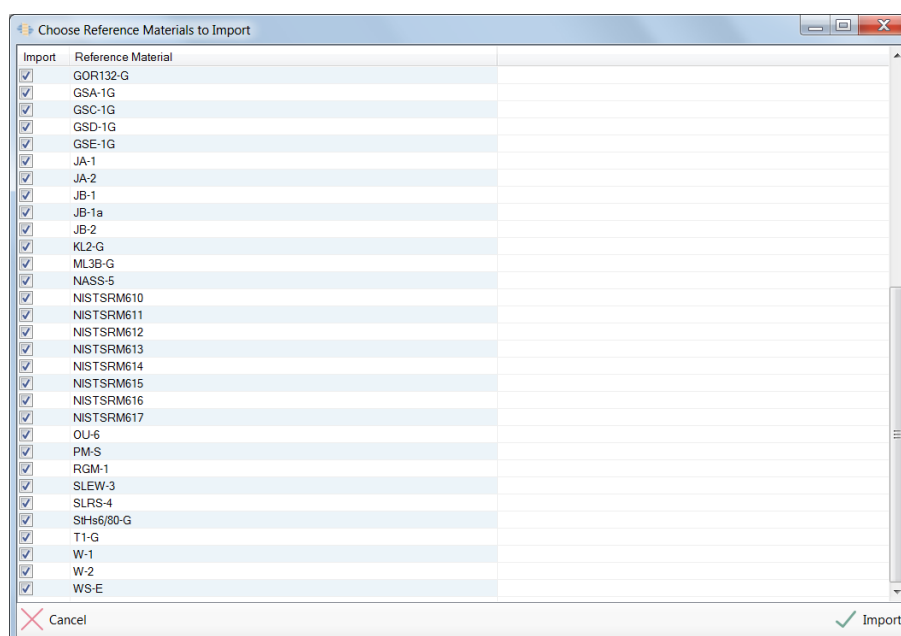 Choose Reference Materials to Import
Import Reference Material
GOR132-G
GSA-1G
GSC-1G
GSD-1G
GSE-1G
JA-1
JA-2
JB-1
JB-1a
JB-2
KL2-G
ML3B-G
NASS-5
NISTSRM610
NISTSRM611
NISTSRM612
NISTSRM613
NISTSRM614
NISTSRM615
NISTSRM616
NISTSRM617
OU-6
PM-S
RGM-1
SLEW-3
SLRS-4
StHs6/80-G
T1-G
W-1
W-2
WS-E
Cancel Import